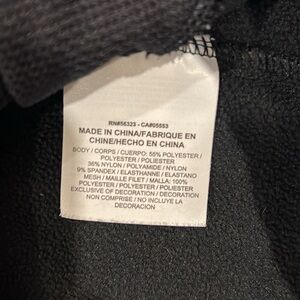 RN#56323 - CA#05553
MADE IN CHINA/FABRIQUE EN
CHINE/HECHO EN CHINA
BODY / CORPS / CUERPO: 55% POLYESTER /
POLYESTER / POLIESTER
36% NYLON / POLYAMIDE / NYLON
9% SPANDEX / ELASTHANNE / ELASTANO
MESH / MAILLE FILET / MALLA: 100%
POLYESTER / POLYESTER / POLIESTER
EXCLUSIVE OF DECORATION / DECORATION
NON COMPRISE / NO INCLUYE LA
DECORACION